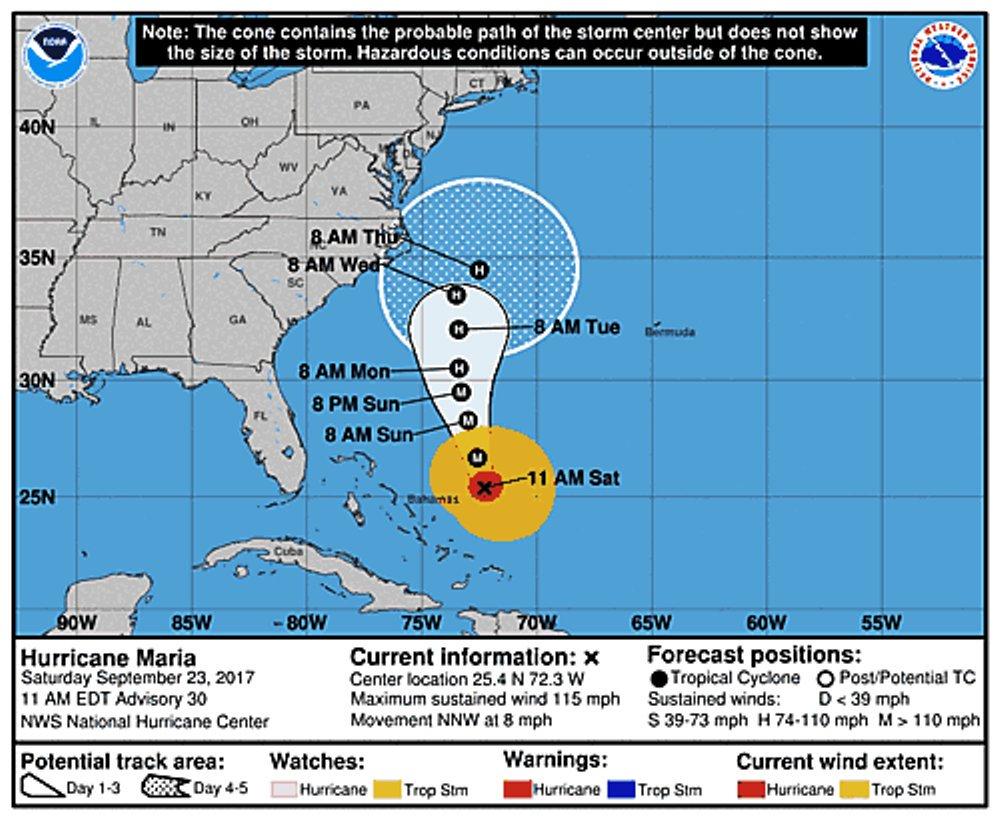 Note: The cone contains the probable path of the storm center but does not show
the size of the storm. Hazardous conditions can occur outside of the cone.
NOAA
NATIONAL WEATHER SERVICE
CT
PA
40N
IL
IN
OH
NJ
WV
VA
KY
TN
8 AM Thu
NC
35N
8 AM Wed
SC
MS
AL
GA
8 AM Tue
Bermuda
8 AM Mon
30N
8 PM Sun
FL
8 AM Sun
11 AM Sat
25N
Bahamas
Cuba
90W 85W 80W 75W 70W 65W 60W 55W
H
H
H
H
M
M
M
Hurricane Maria
Saturday September 23, 2017
11 AM EDT Advisory 30
NWS National Hurricane Center
Current information: x
Center location 25.4 N 72.3 W
Maximum sustained wind 115 mph
Movement NNW at 8 mph
Forecast positions:
Tropical Cyclone Post/Potential TC
Sustained winds: D < 39 mph
S 39-73 mph H 74-110 mph M > 110 mph
Potential track area:
Day 1-3 Day 4-5
Watches:
Hurricane Trop Stm
Warnings:
Hurricane Trop Stm
Current wind extent:
Hurricane Trop Stm